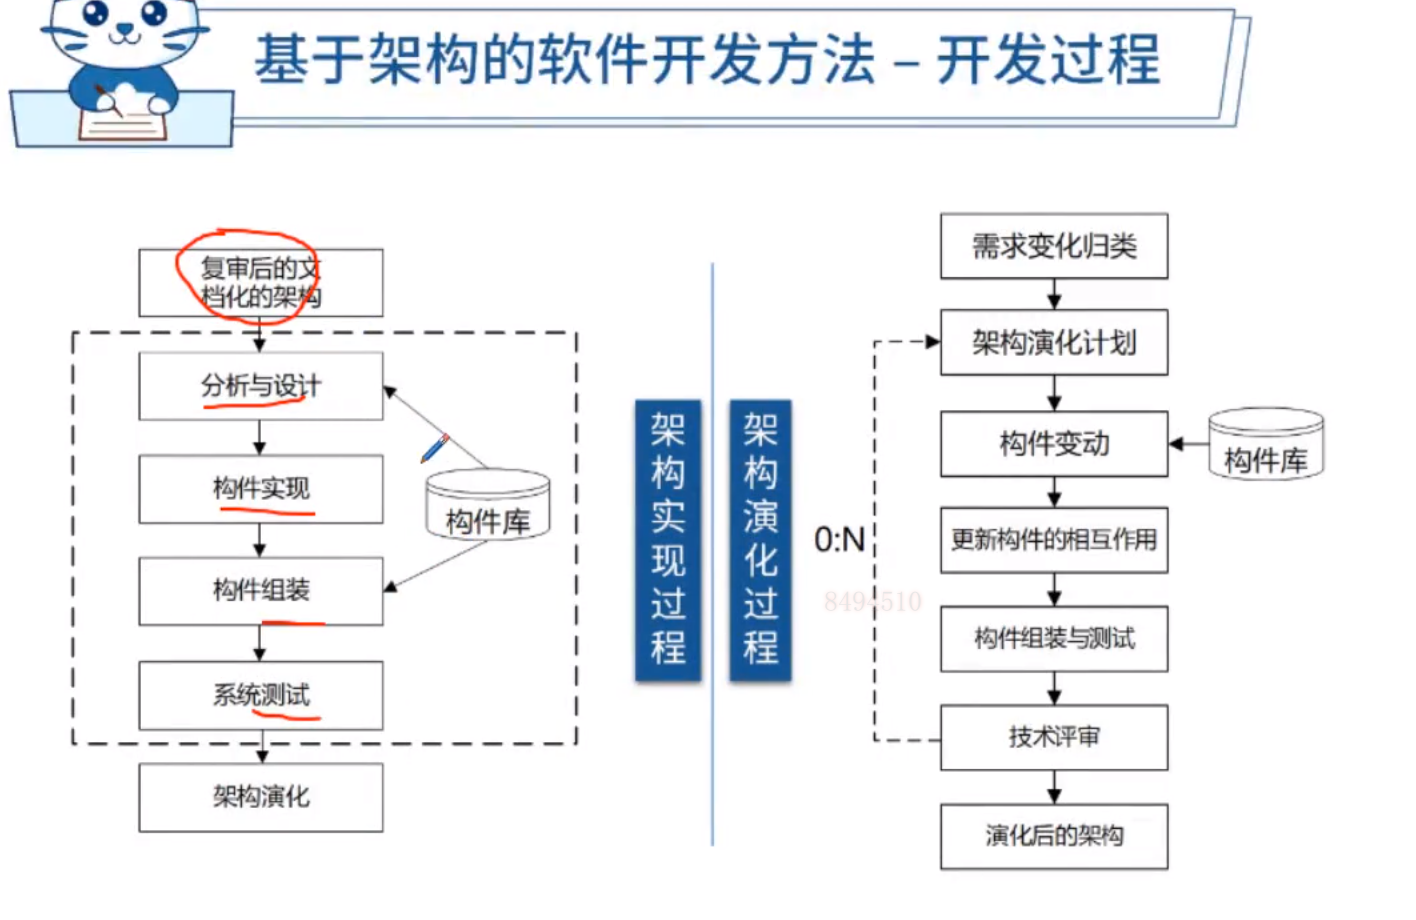 基于架构的软件开发方法 – 开发过程
复审后的文
档化的架构
分析与设计
构件实现
构件组装
系统测试
架构演化
构件库
架构实现过程
架构演化过程
需求变化归类
架构演化计划
构件变动
构件库
更新构件的相互作用
0:N
构件组装与测试
技术评审
演化后的架构